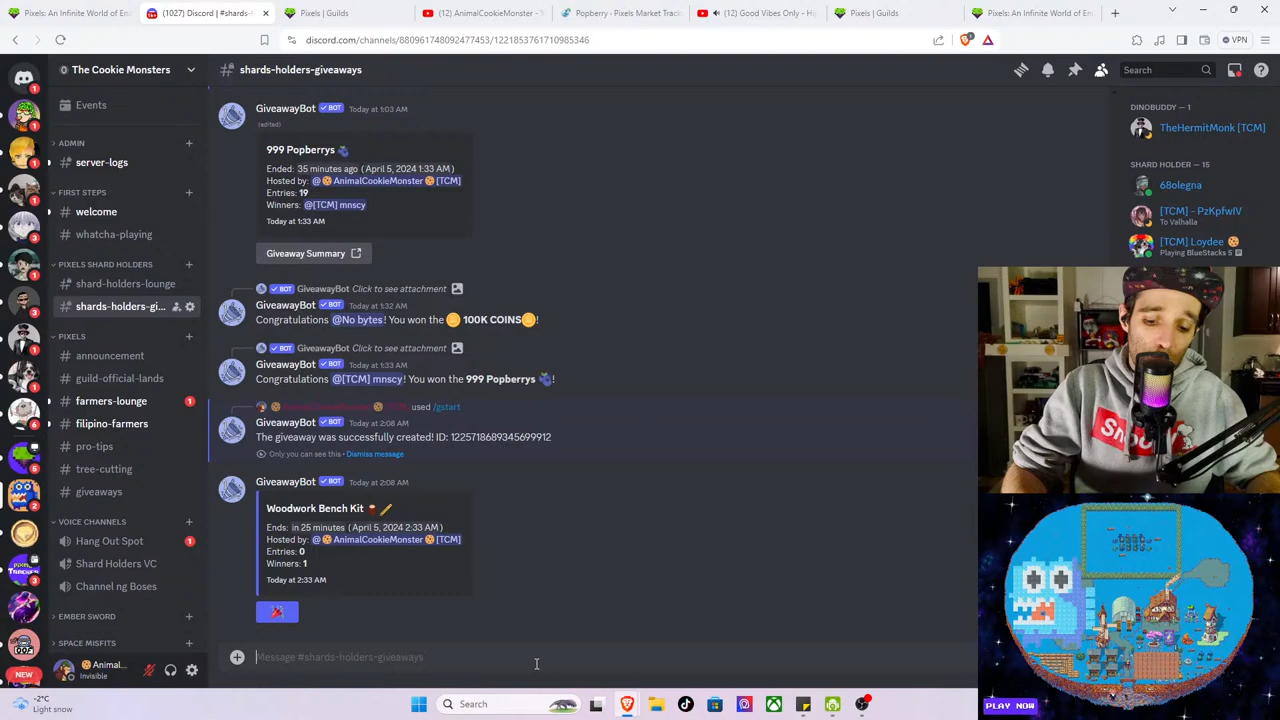 Pixels: An Infinite World of En
(1027) Discord | #shards-h
Pixels | Guilds
(12) AnimalCookieMonster -
Popberry - Pixels Market Track
(12) Good Vibes Only - Hi
Pixels | Guilds
Pixels: An Infinite World of En
discord.com/channels/880961748092477453/1221853761710985346
VPN
The Cookie Monsters
shards-holders-giveaways
Search
Events
ADMIN
server-logs
FIRST STEPS
welcome
whatcha-playing
PIXELS SHARD HOLDERS
shard-holders-lounge
shards-holders-gi...
PIXELS
announcement
guild-official-lands
farmers-lounge
filipino-farmers
pro-tips
tree-cutting
giveaways
VOICE CHANNELS
Hang Out Spot
Shard Holders VC
Channel ng Boses
EMBER SWORD
SPACE MISFITS
Animal...
Invisible
NEW
GiveawayBot BOT Today at 1:03 AM
(edited)
999 Popberrys
Ended: 35 minutes ago (April 5, 2024 1:33 AM)
Hosted by: @AnimalCookieMonster [TCM]
Entries: 19
Winners: @[TCM] mnscy
Today at 1:33 AM
Giveaway Summary
BOT GiveawayBot Click to see attachment
GiveawayBot BOT Today at 1:32 AM
Congratulations @No bytes! You won the 100K COINS!
BOT GiveawayBot Click to see attachment
GiveawayBot BOT Today at 1:33 AM
Congratulations @[TCM] mnscy! You won the 999 Popberrys!
used /gstart
GiveawayBot BOT Today at 2:08 AM
The giveaway was successfully created! ID: 1225718689345699912
Only you can see this • Dismiss message
GiveawayBot BOT Today at 2:08 AM
Woodwork Bench Kit
Ends: in 25 minutes (April 5, 2024 2:33 AM)
Hosted by: @AnimalCookieMonster [TCM]
Entries: 0
Winners: 1
Today at 2:33 AM
Message #shards-holders-giveaways
DINOBUDDY — 1
TheHermitMonk [TCM]
SHARD HOLDER — 15
68olegna
[TCM] - PzKpfwIV
To Valhalla
[TCM] Loydee
Playing BlueStacks 5
PLAY NOW
-2°C
Light snow
Search